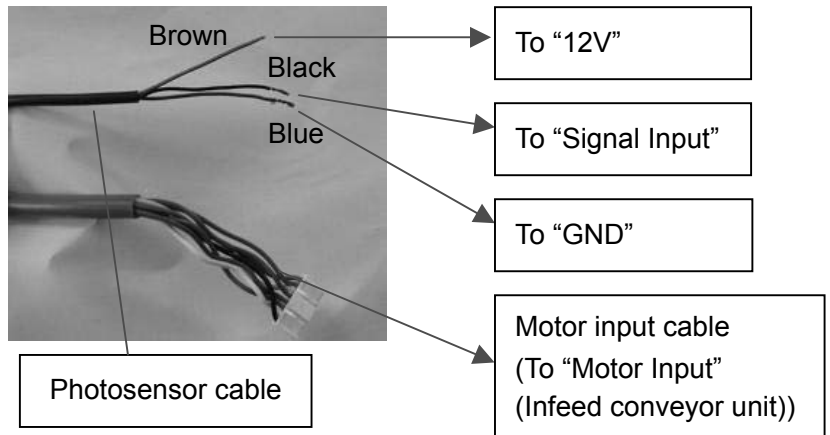 Brown
To “12V”
Black
Blue
To “Signal Input”
To “GND”
Motor input cable
(To “Motor Input”
(Infeed conveyor unit))
Photosensor cable